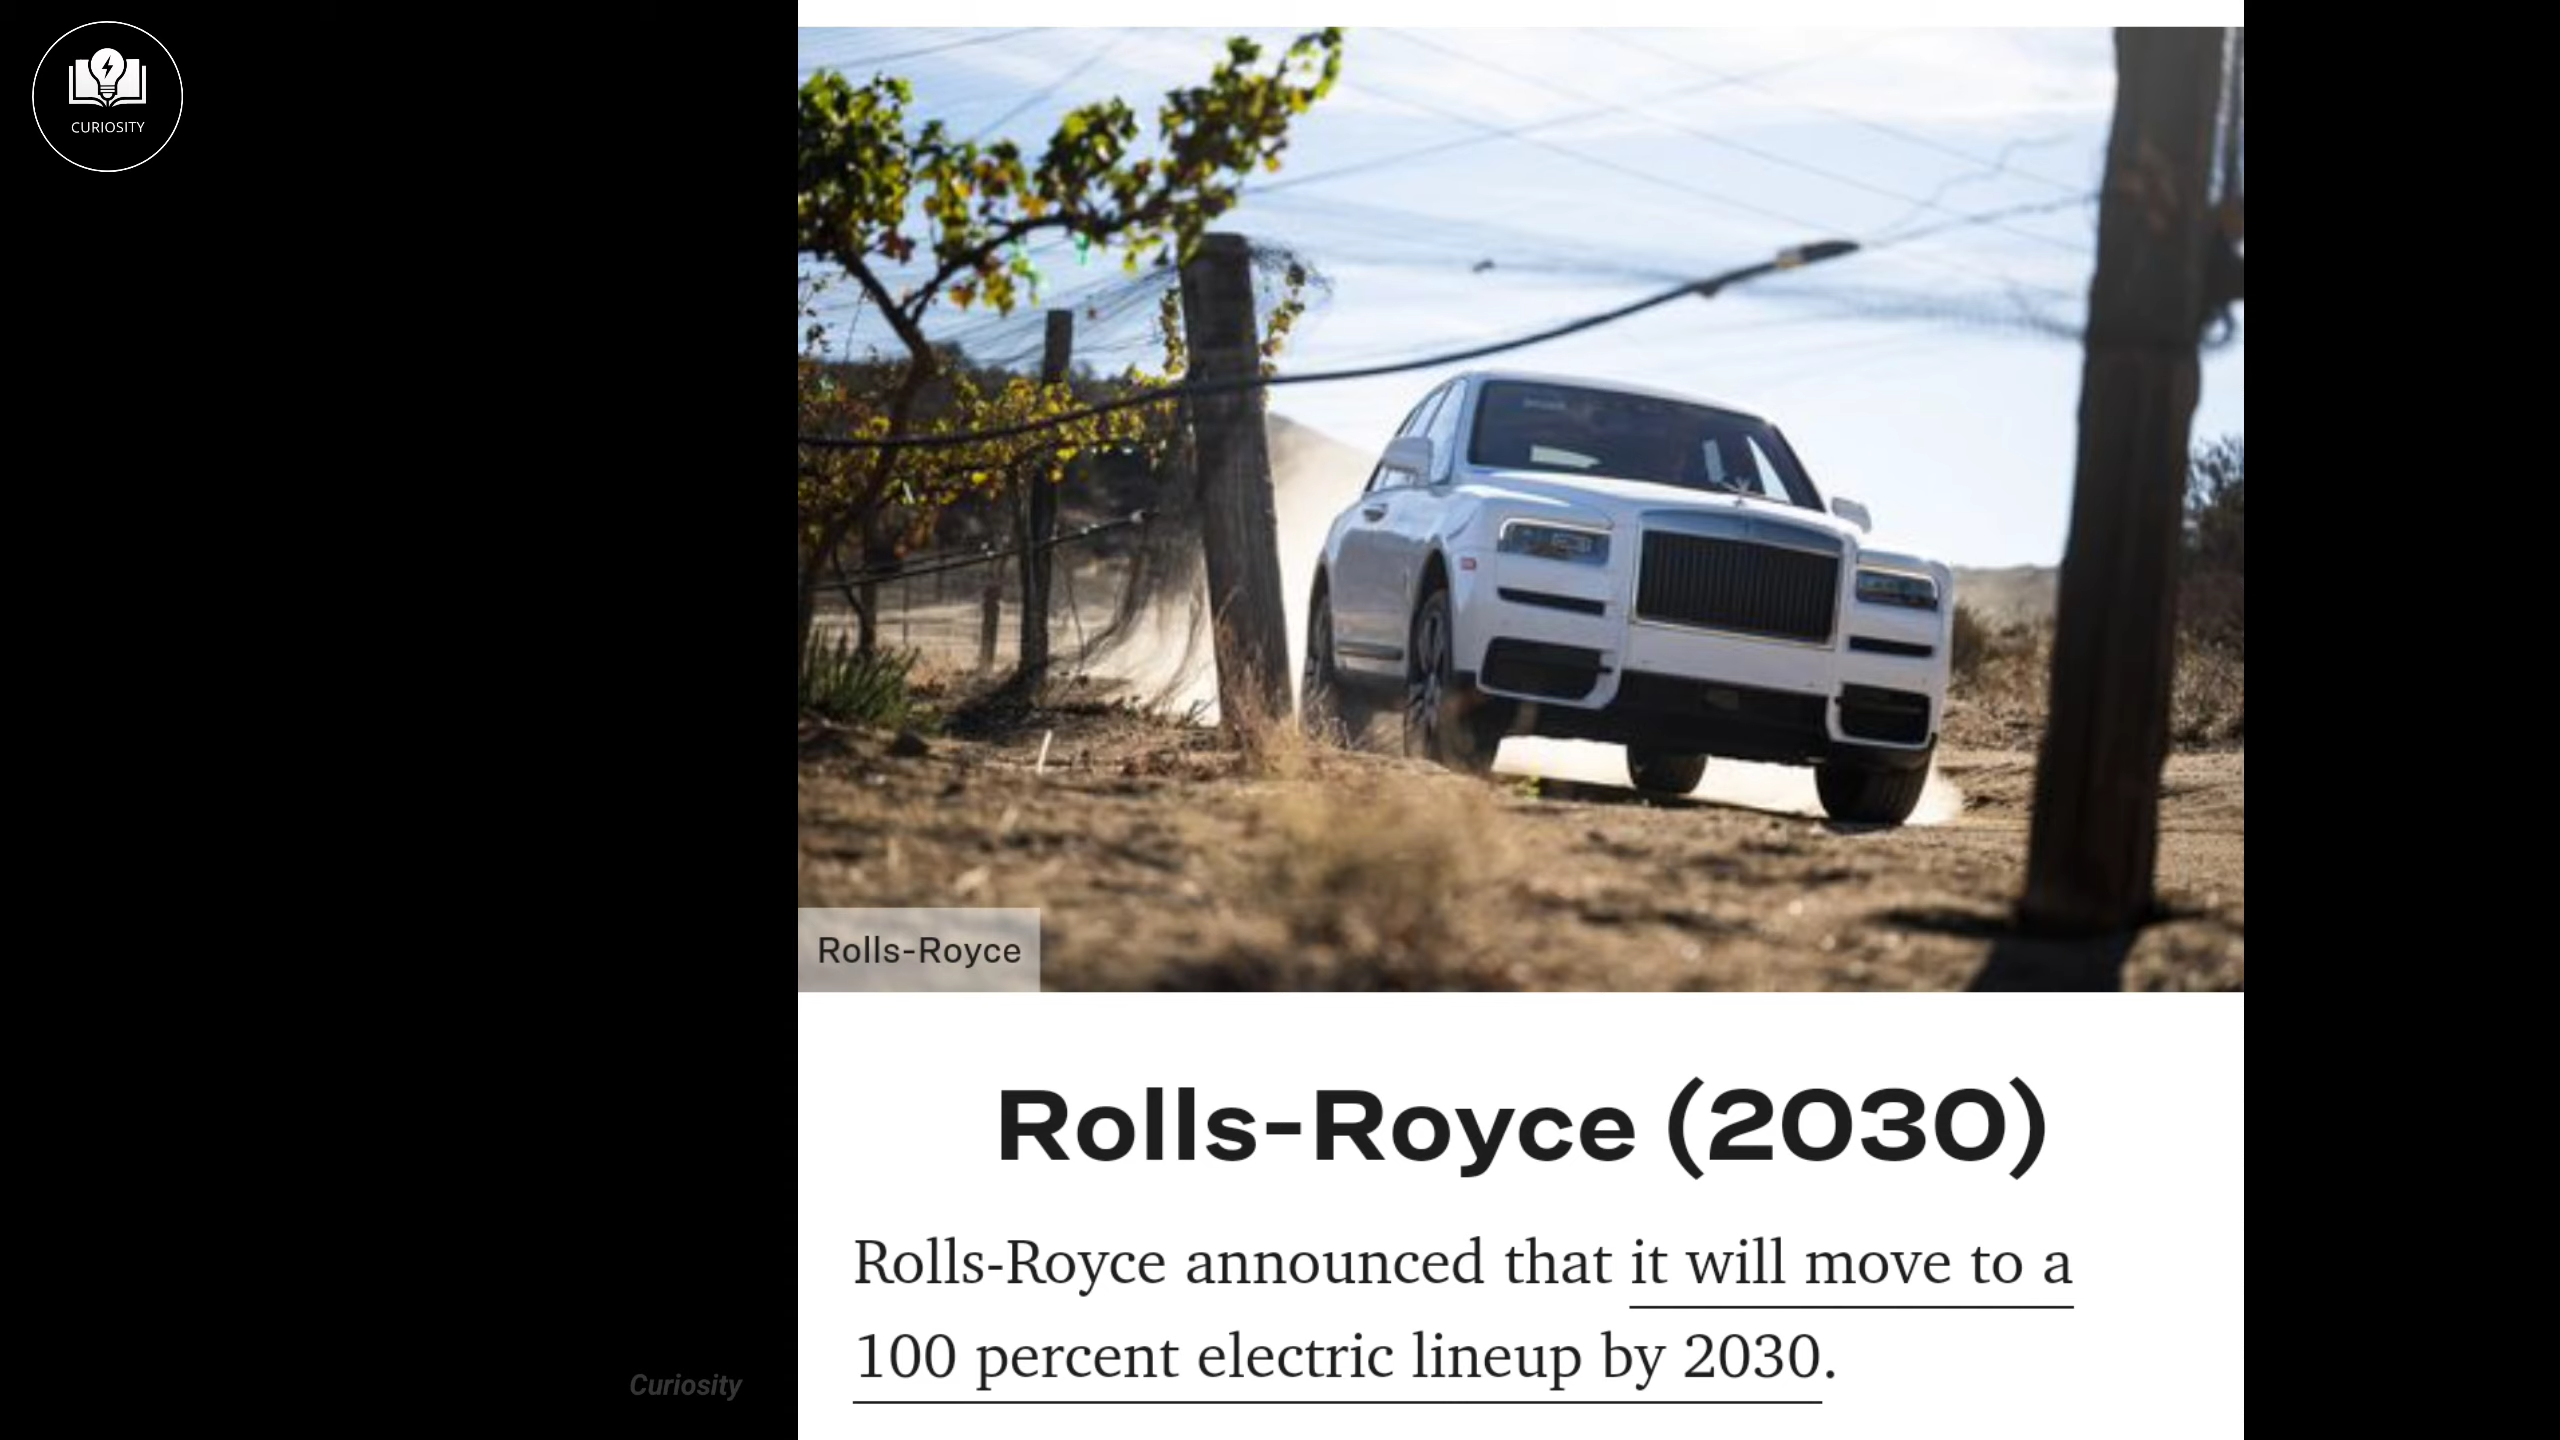 CURIOSITY
Rolls-Royce
Rolls-Royce (2030)
Rolls-Royce announced that it will move to a
100 percent electric lineup by 2030.
Curiosity